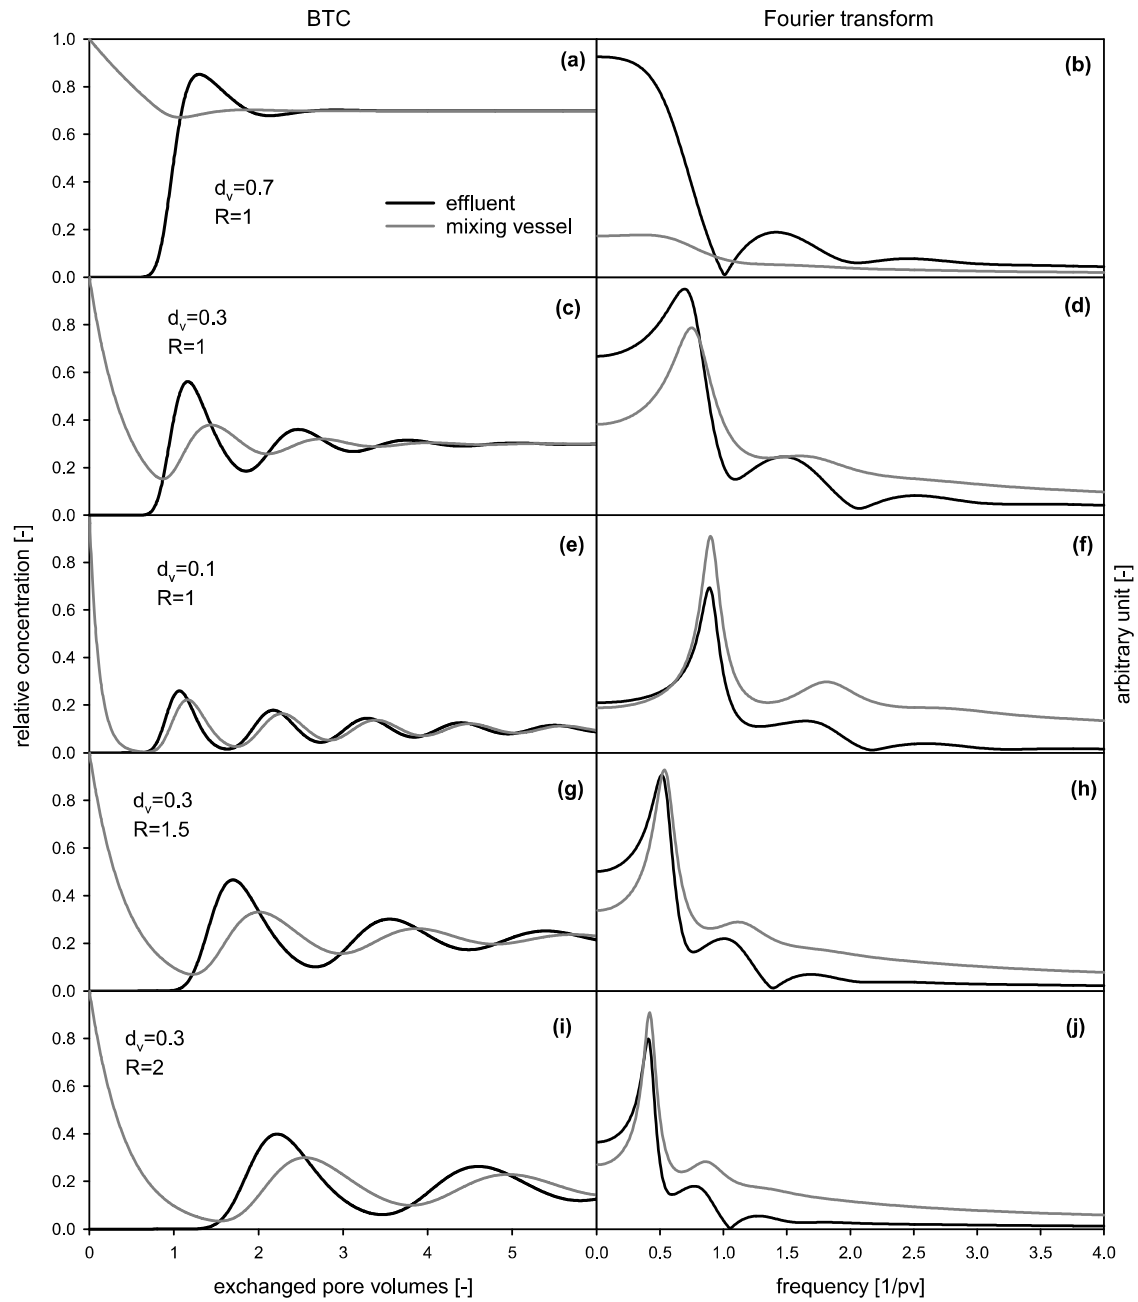 BTC
Fourier transform
1.0
0.8
0.6
0.4
0.2
0.0
(a)
d_v=0.7
R=1
effluent
mixing vessel
(b)
0.8
0.6
0.4
0.2
0.0
(c)
d_v=0.3
R=1
(d)
0.8
0.6
0.4
0.2
0.0
(e)
d_v=0.1
R=1
(f)
0.8
0.6
0.4
0.2
0.0
(g)
d_v=0.3
R=1.5
(h)
0.8
0.6
0.4
0.2
0.0
(i)
d_v=0.3
R=2
(j)
relative concentration [-]
arbitrary unit [-]
0 1 2 3 4 5
0.0 0.5 1.0 1.5 2.0 2.5 3.0 3.5 4.0
exchanged pore volumes [-]
frequency [1/pv]